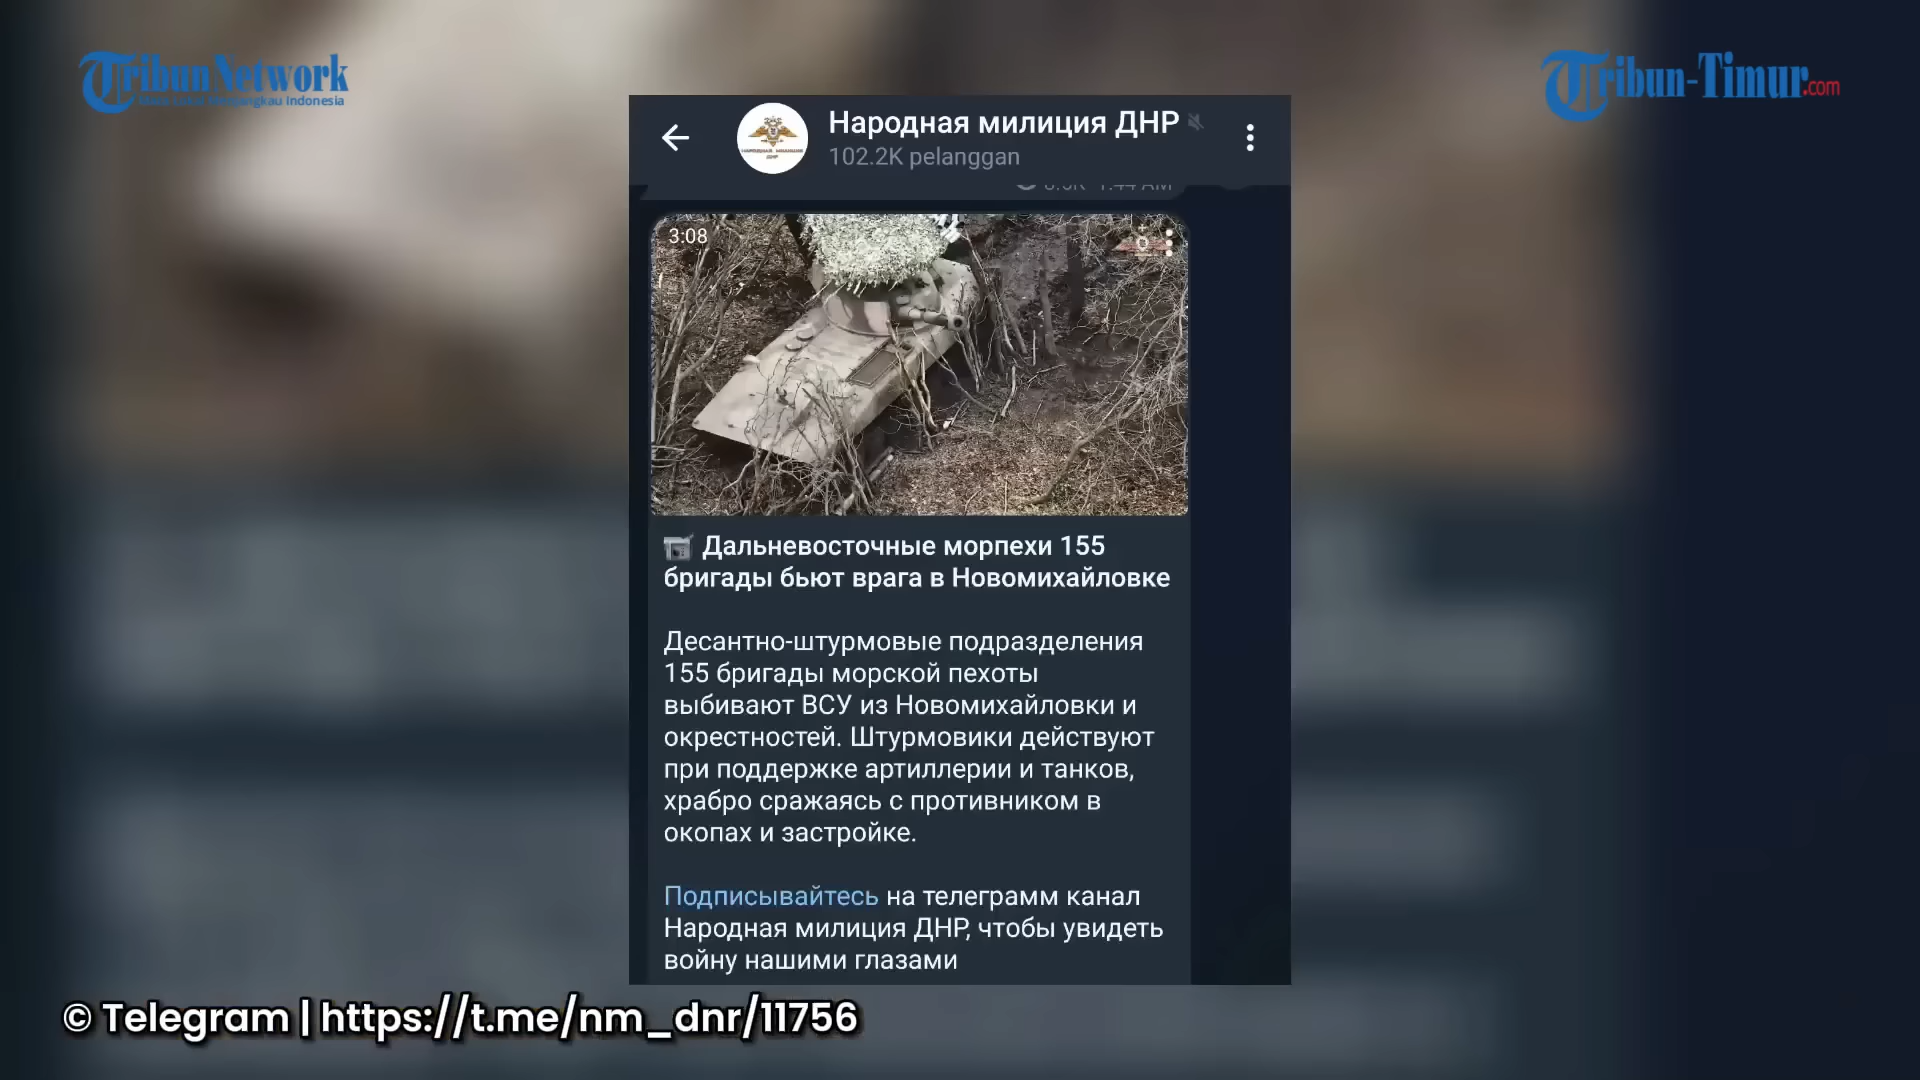 Tribun Network
Tribun-Timur.com
Народная милиция ДНР
102.2K pelanggan
1:44 AM
3:08
Дальневосточные морпехи 155
бригады бьют врага в Новомихайловке
Десантно-штурмовые подразделения
155 бригады морской пехоты
выбивают ВСУ из Новомихайловки и
окрестностей. Штурмовики действуют
при поддержке артиллерии и танков,
храбро сражаясь с противником в
окопах и застройке.
Подписывайтесь на телеграмм канал
Народная милиция ДНР, чтобы увидеть
войну нашими глазами
© Telegram | https://t.me/nm_dnr/11756